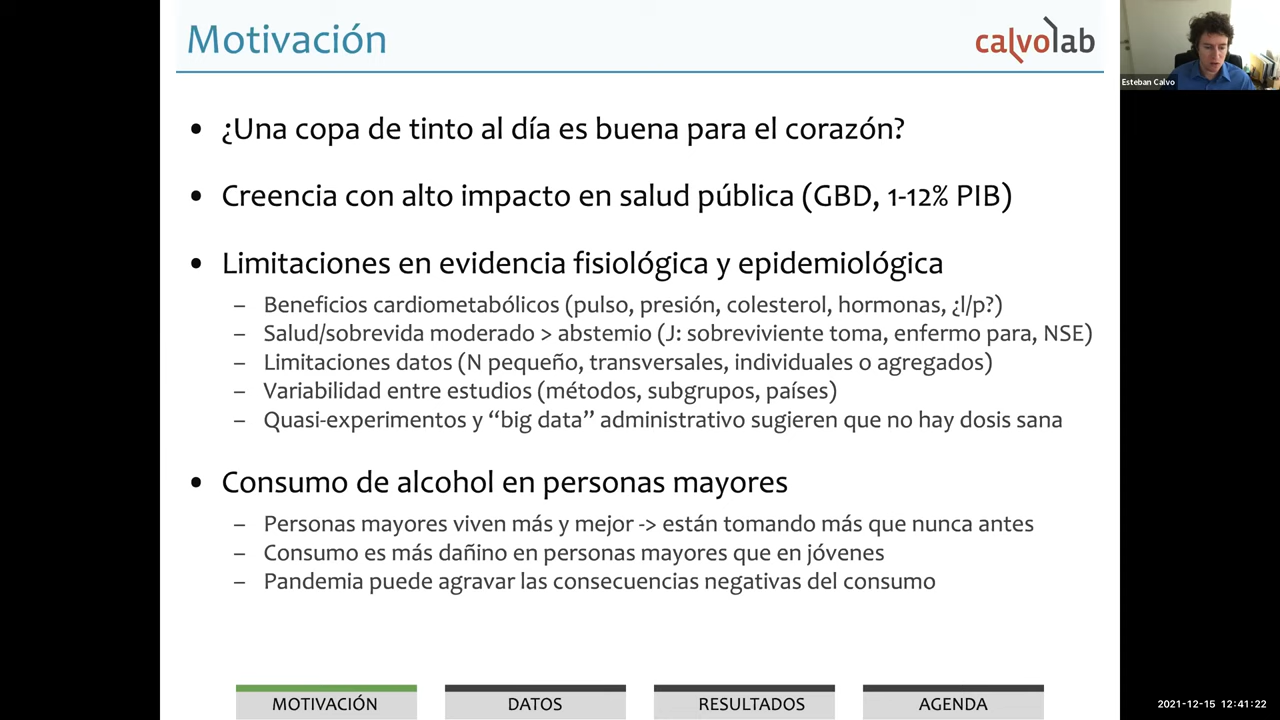 Motivación
calvolab
Esteban Calvo
• ¿Una copa de tinto al día es buena para el corazón?
• Creencia con alto impacto en salud pública (GBD, 1-12% PIB)
• Limitaciones en evidencia fisiológica y epidemiológica
– Beneficios cardiometabólicos (pulso, presión, colesterol, hormonas, ¿l/p?)
– Salud/sobrevida moderado > abstemio (J: sobreviviente toma, enfermo para, NSE)
– Limitaciones datos (N pequeño, transversales, individuales o agregados)
– Variabilidad entre estudios (métodos, subgrupos, países)
– Quasi-experimentos y “big data” administrativo sugieren que no hay dosis sana
• Consumo de alcohol en personas mayores
– Personas mayores viven más y mejor -> están tomando más que nunca antes
– Consumo es más dañino en personas mayores que en jóvenes
– Pandemia puede agravar las consecuencias negativas del consumo
MOTIVACIÓN
DATOS
RESULTADOS
AGENDA
2021-12-15 12:41:22